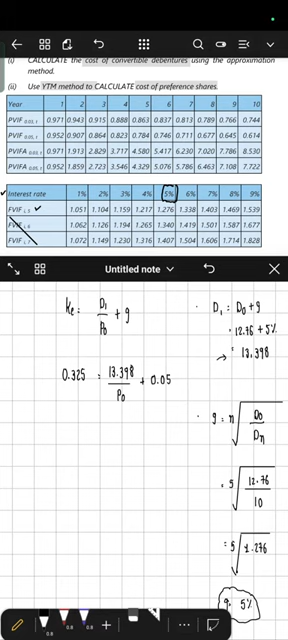 (i) CALCULATE the cost of convertible debentures using the approximation
method.
(ii) Use YTM method to CALCULATE cost of preference shares.
Year 1 2 3 4 5 6 7 8 9 10
PVIF 0.03, t 0.971 0.943 0.915 0.888 0.863 0.837 0.813 0.789 0.766 0.744
PVIF 0.05, t 0.952 0.907 0.864 0.823 0.784 0.746 0.711 0.677 0.645 0.614
PVIFA 0.03, t 0.971 1.913 2.829 3.717 4.580 5.417 6.230 7.020 7.786 8.530
PVIFA 0.05, t 0.952 1.859 2.723 3.546 4.329 5.076 5.786 6.463 7.108 7.722
✓ Interest rate 1% 2% 3% 4% 5% 6% 7% 8% 9%
FVIF i, 5 ✓ 1.051 1.104 1.159 1.217 1.276 1.338 1.403 1.469 1.539
FVIF i, 6 1.062 1.126 1.194 1.265 1.340 1.419 1.501 1.587 1.677
FVIF i, 7 1.072 1.149 1.230 1.316 1.407 1.504 1.606 1.714 1.828
Untitled note
Ke = D1/P0 + g
0.325 = 13.398/P0 + 0.05
D1 = D0 + g
= 12.76 + 5%
→ = 13.398
g = n√(D0/Dn)
= 5√(12.76/10)
= 5√1.276
g = 5%
0.8 0.8 0.8 0.8